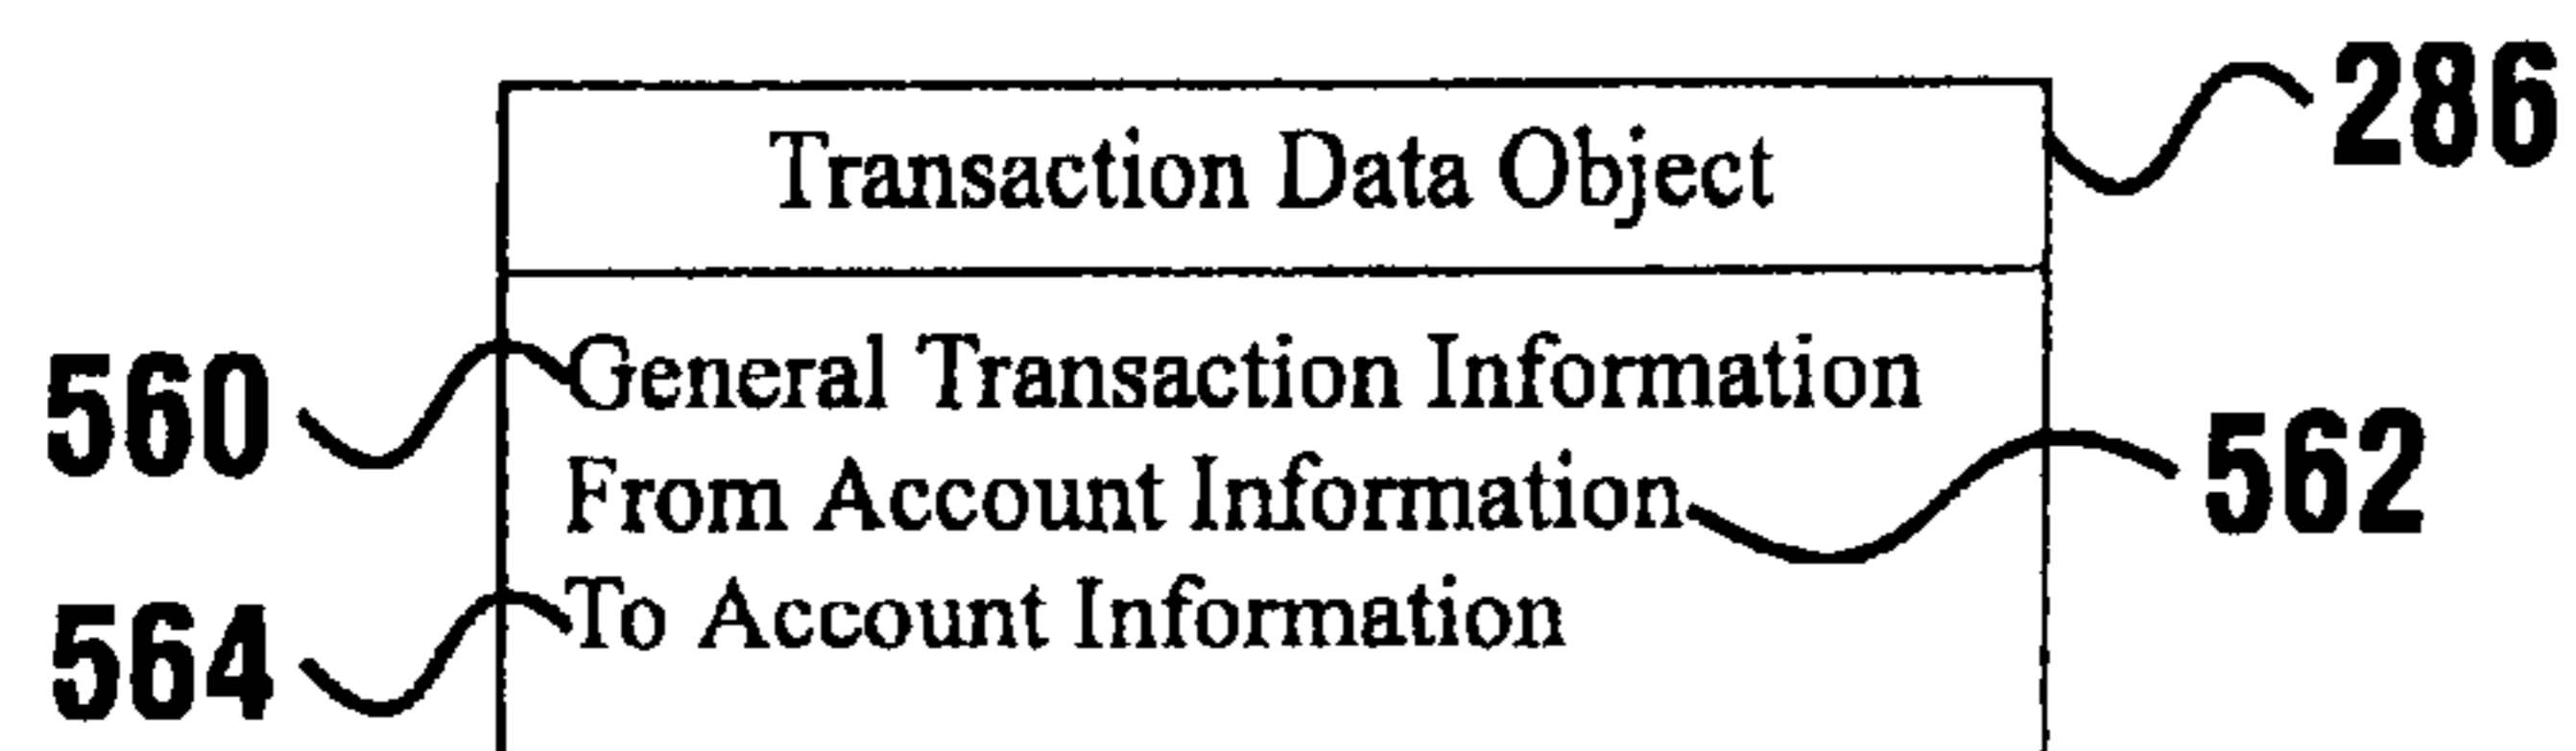 Transaction Data Object
286
General Transaction Information
560
From Account Information
562
To Account Information
564